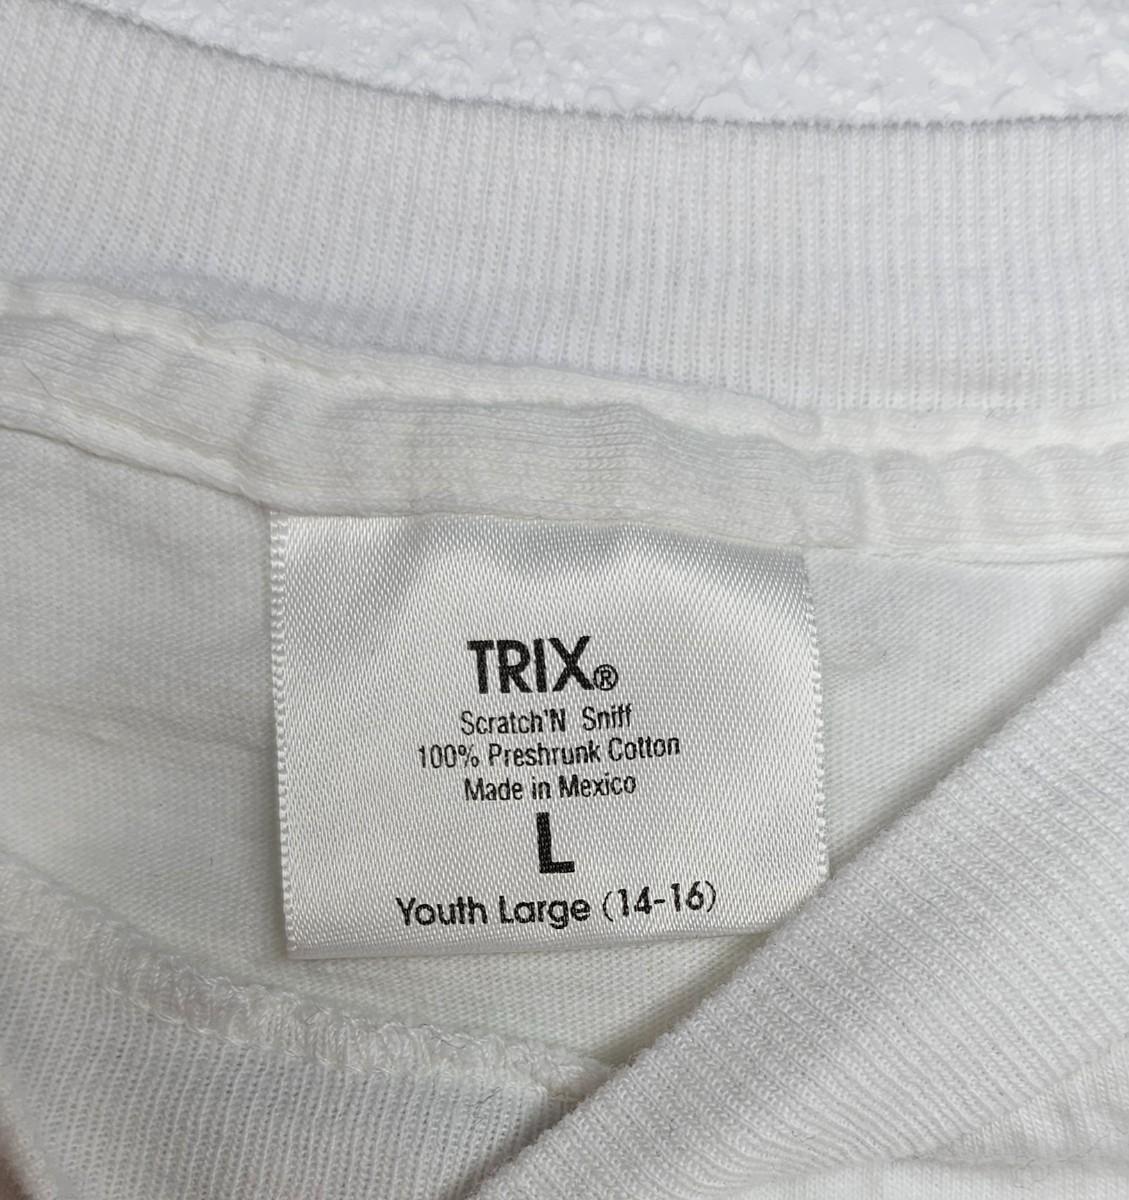 TRIX®
Scratch'N Sniff
100% Preshrunk Cotton
Made in Mexico
L
Youth Large (14-16)